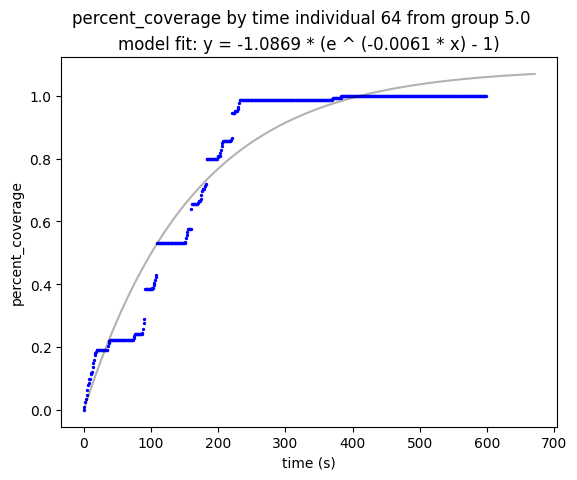 percent_coverage by time individual 64 from group 5.0
model fit: y = -1.0869 * (e ^ (-0.0061 * x) - 1)
1.0
0.8
0.6
0.4
0.2
0.0
percent_coverage
0 100 200 300 400 500 600 700
time (s)